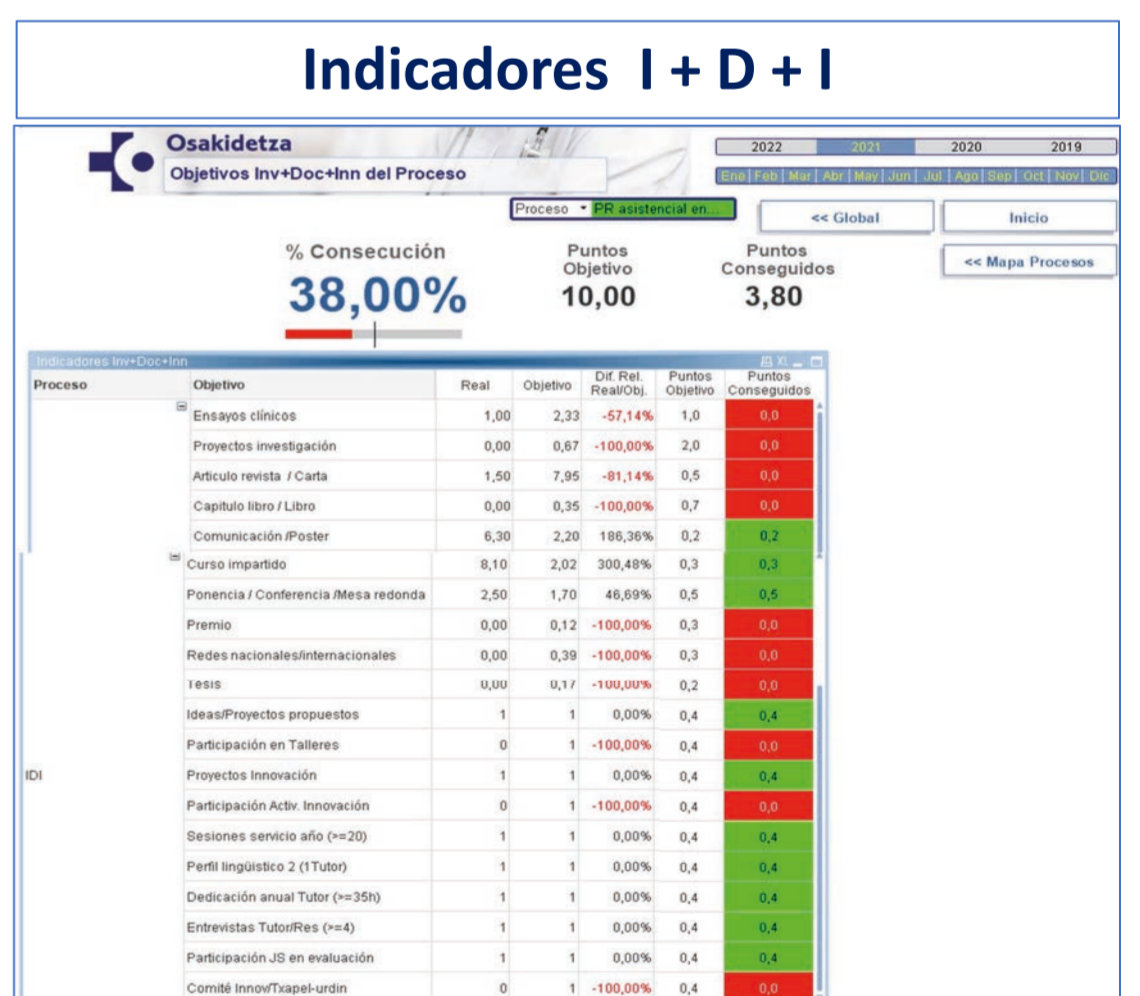 Indicadores I + D + I
Osakidetza
Objetivos Inv+Doc+Inn del Proceso
2022 2021 2020 2019
Ene Feb Mar Abr May Jun Jul Ago Sep Oct Nov Dic
Proceso PR asistencial en...
<< Global Inicio
<< Mapa Procesos
% Consecución Puntos Objetivo Puntos Conseguidos
38,00% 10,00 3,80
Indicadores Inv+Doc+Inn XL
Proceso Objetivo Real Objetivo Dif. Rel. Real/Obj. Puntos Objetivo Puntos Conseguidos
Ensayos clínicos 1,00 2,33 -57,14% 1,0 0,0
Proyectos investigación 0,00 0,67 -100,00% 2,0 0,0
Articulo revista / Carta 1,50 7,95 -81,14% 0,5 0,0
Capitulo libro / Libro 0,00 0,35 -100,00% 0,7 0,0
Comunicación /Poster 6,30 2,20 186,36% 0,2 0,2
Curso impartido 8,10 2,02 300,48% 0,3 0,3
Ponencia / Conferencia /Mesa redonda 2,50 1,70 46,69% 0,5 0,5
Premio 0,00 0,12 -100,00% 0,3 0,0
Redes nacionales/internacionales 0,00 0,39 -100,00% 0,3 0,0
Tesis 0,00 0,17 -100,00% 0,2 0,0
Ideas/Proyectos propuestos 1 1 0,00% 0,4 0,4
Participación en Talleres 0 1 -100,00% 0,4 0,0
IDI Proyectos Innovación 1 1 0,00% 0,4 0,4
Participación Activ. Innovación 0 1 -100,00% 0,4 0,0
Sesiones servicio año (>=20) 1 1 0,00% 0,4 0,4
Perfil lingüistico 2 (1Tutor) 1 1 0,00% 0,4 0,4
Dedicación anual Tutor (>=35h) 1 1 0,00% 0,4 0,4
Entrevistas Tutor/Res (>=4) 1 1 0,00% 0,4 0,4
Participación JS en evaluación 1 1 0,00% 0,4 0,4
Comité Innov/Txapel-urdin 0 1 -100,00% 0,4 0,0